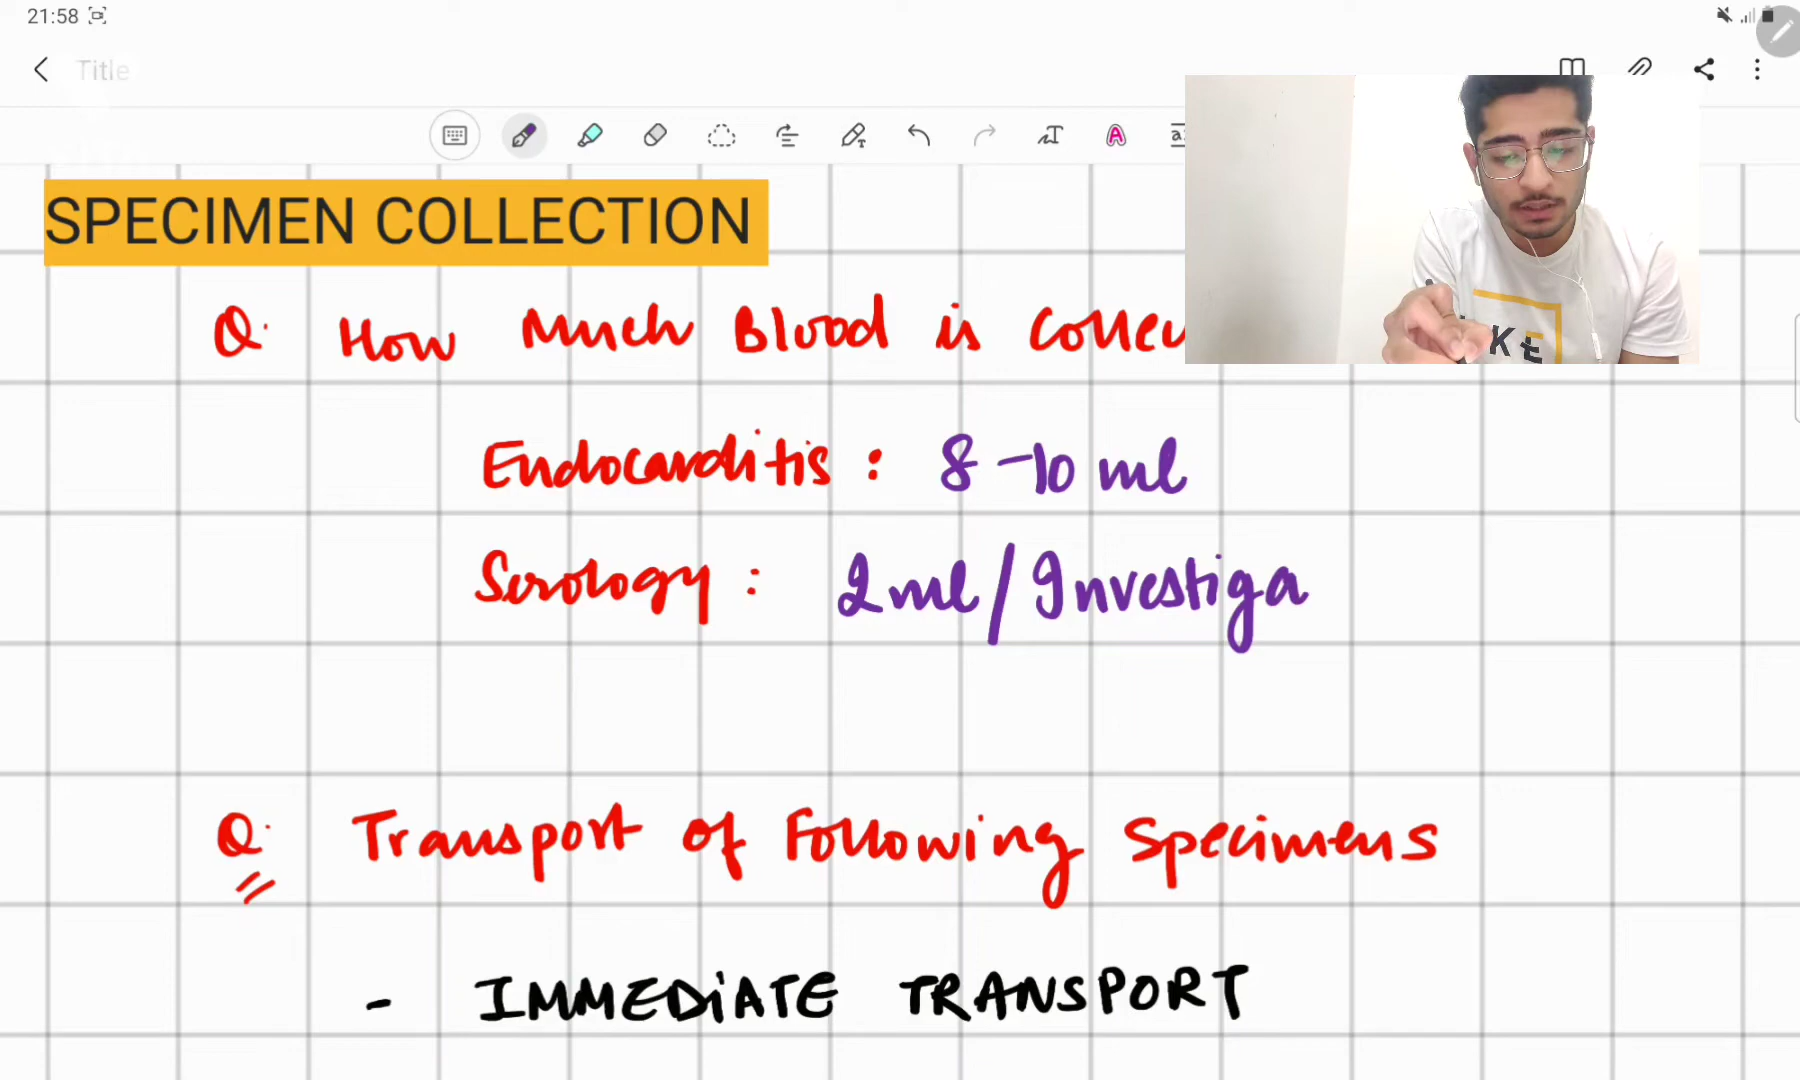 21:58
Title
SPECIMEN COLLECTION
Q. How Much Blood is
Endocarditis : 8-10 ml
Serology : 2ml/Investiga
Q. Transport of Following Specimens
- IMMEDiATE TRANSPORT